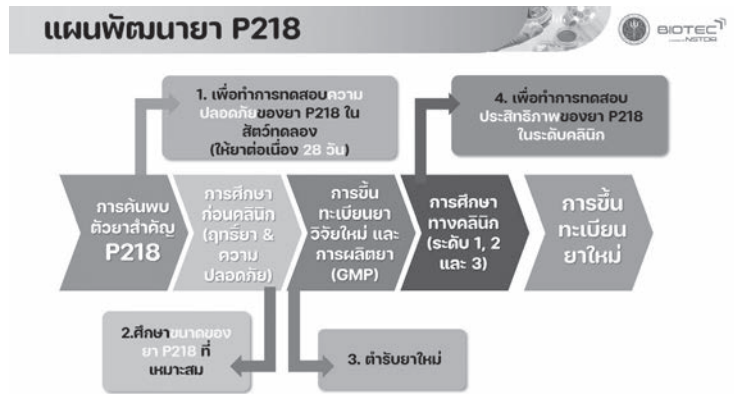 แผนพัฒนายา P218
BIOTEC
NSTDA
1. เพื่อทำการทดสอบความ
ปลอดภัยของยา P218 ใน
สัตว์ทดลอง
(ให้ยาต่อเนื่อง 28 วัน)
4. เพื่อทำการทดสอบ
ประสิทธิภาพของยา P218
ในระดับคลินิก
การค้นพบ
ตัวยาสำคัญ
P218
การศึกษา
ก่อนคลินิก
(ฤทธิ์ยา &
ความ
ปลอดภัย)
การขึ้น
ทะเบียนยา
วิจัยใหม่ และ
การผลิตยา
(GMP)
การศึกษา
ทางคลินิก
(ระดับ 1, 2
และ 3)
การขึ้น
ทะเบียน
ยาใหม่
2.ศึกษาขนาดของ
ยา P218 ที่
เหมาะสม
3. ตำรับยาใหม่